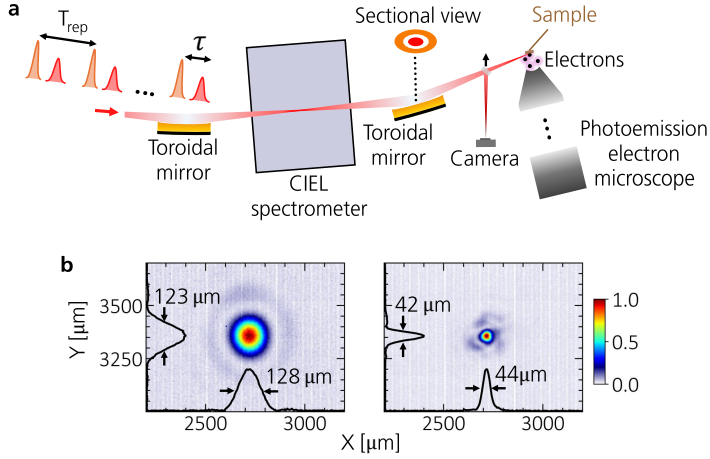 a
T_rep
τ
Sectional view
Sample
Electrons
Toroidal
mirror
CIEL
spectrometer
Toroidal
mirror
Camera
Photoemission
electron
microscope
b
Y [μm]
3500
3250
123 μm
128 μm
2500
3000
42 μm
44μm
2500
3000
X [μm]
1.0
0.5
0.0